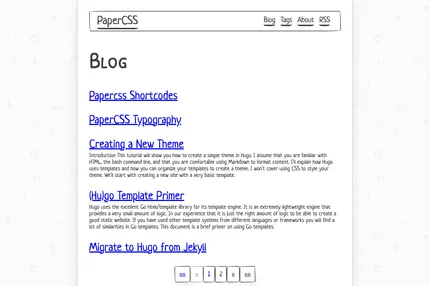 PaperCSS
Blog Tags About RSS
Blog
Papercss Shortcodes
PaperCSS Typography
Creating a New Theme
Introduction This tutorial will show you how to create a simple theme in Hugo. I assume that you are familiar with
HTML, the bash command line, and that you are comfortable using Markdown to format content. I'll explain how Hugo
uses templates and how you can organize your templates to create a theme. I won't cover using CSS to style your
theme. We'll start with creating a new site with a very basic template.
(Hu)go Template Primer
Hugo uses the excellent Go html/template library for its template engine. It is an extremely lightweight engine that
provides a very small amount of logic. In our experience that it is just the right amount of logic to be able to create a
good static website. If you have used other template systems from different languages or frameworks you will find a
lot of similarities in Go templates. This document is a brief primer on using Go templates.
Migrate to Hugo from Jekyll
«« « 1 2 » »»